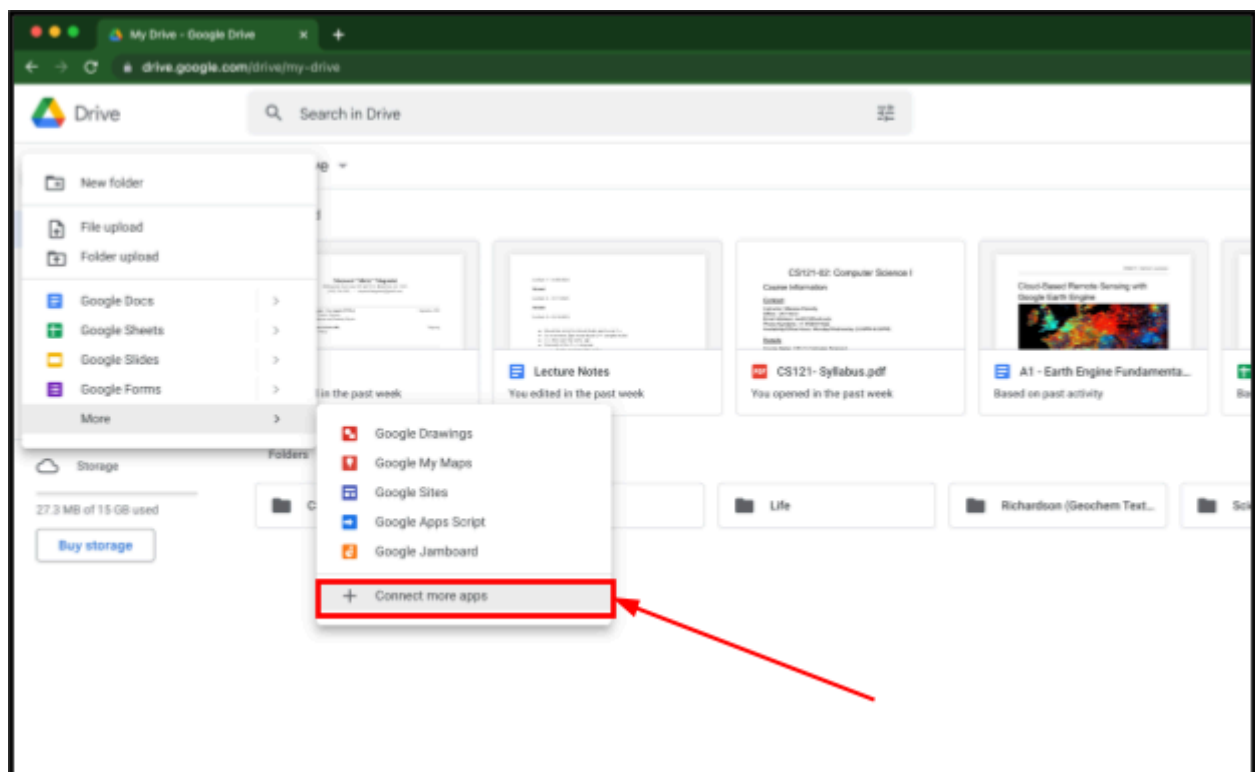 My Drive - Google Drive
drive.google.com/drive/my-drive
Drive
Search in Drive
New folder
File upload
Folder upload
Google Docs
Google Sheets
Google Slides
Google Forms
More
Google Drawings
Google My Maps
Google Sites
Google Apps Script
Google Jamboard
Connect more apps
CS121-02: Computer Science I
Course Information
Cloud-Based Remote Sensing with
Google Earth Engine
Lecture Notes
CS121- Syllabus.pdf
A1 - Earth Engine Fundamenta...
in the past week
You edited in the past week
You opened in the past week
Based on past activity
Folders
Life
Richardson (Geochem Text...
Storage
27.3 MB of 15 GB used
Buy storage